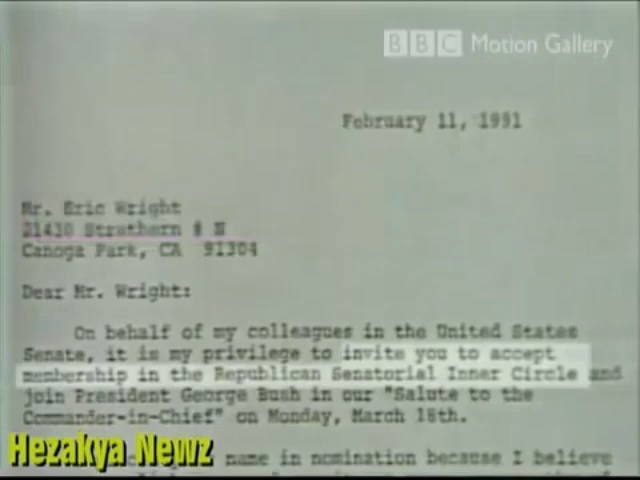 BBC Motion Gallery
February 11, 1991
Mr. Eric Wright
21430 Strathern # N
Canoga Park, CA 91304
Dear Mr. Wright:
On behalf of my colleagues in the United States
Senate, it is my privilege to invite you to accept
membership in the Republican Senatorial Inner Circle and
join President George Bush in our "Salute to the
Commander-in-Chief" on Monday, March 18th.
Hezakya Newz
name in nomination because I believe